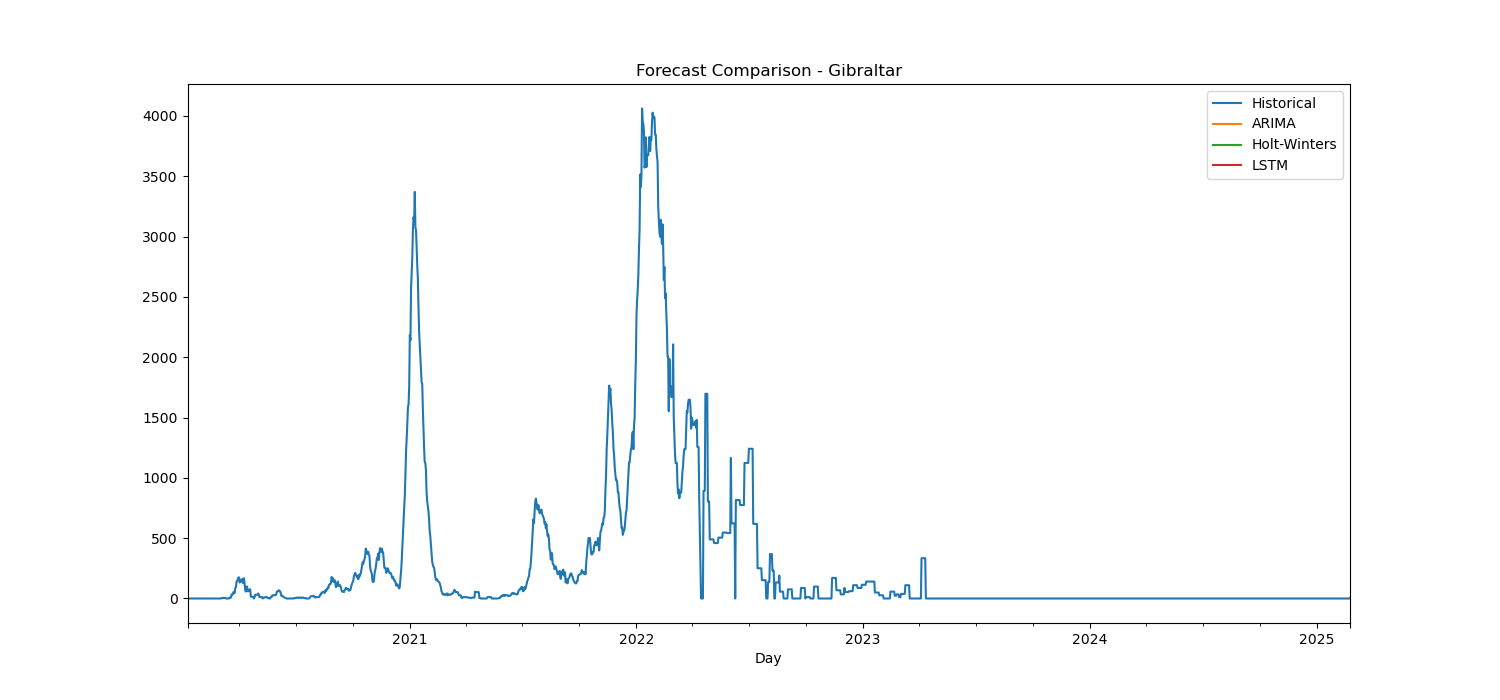 Forecast Comparison - Gibraltar
Historical
ARIMA
Holt-Winters
LSTM
4000
3500
3000
2500
2000
1500
1000
500
0
2021 2022 2023 2024 2025
Day